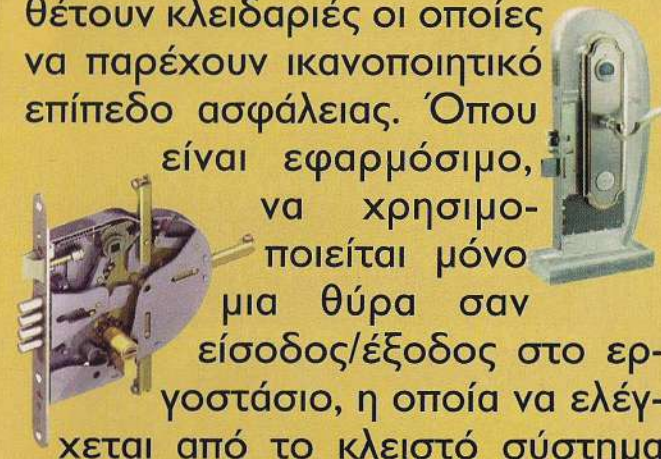 θέτουν κλειδαριές οι οποίες
να παρέχουν ικανοποιητικό
επίπεδο ασφάλειας. Όπου
είναι εφαρμόσιμο,
να χρησιμο-
ποιείται μόνο
μια θύρα σαν
είσοδος/έξοδος στο ερ-
γοστάσιο, η οποία να ελέγ-
χεται από το κλειστό σύστημα